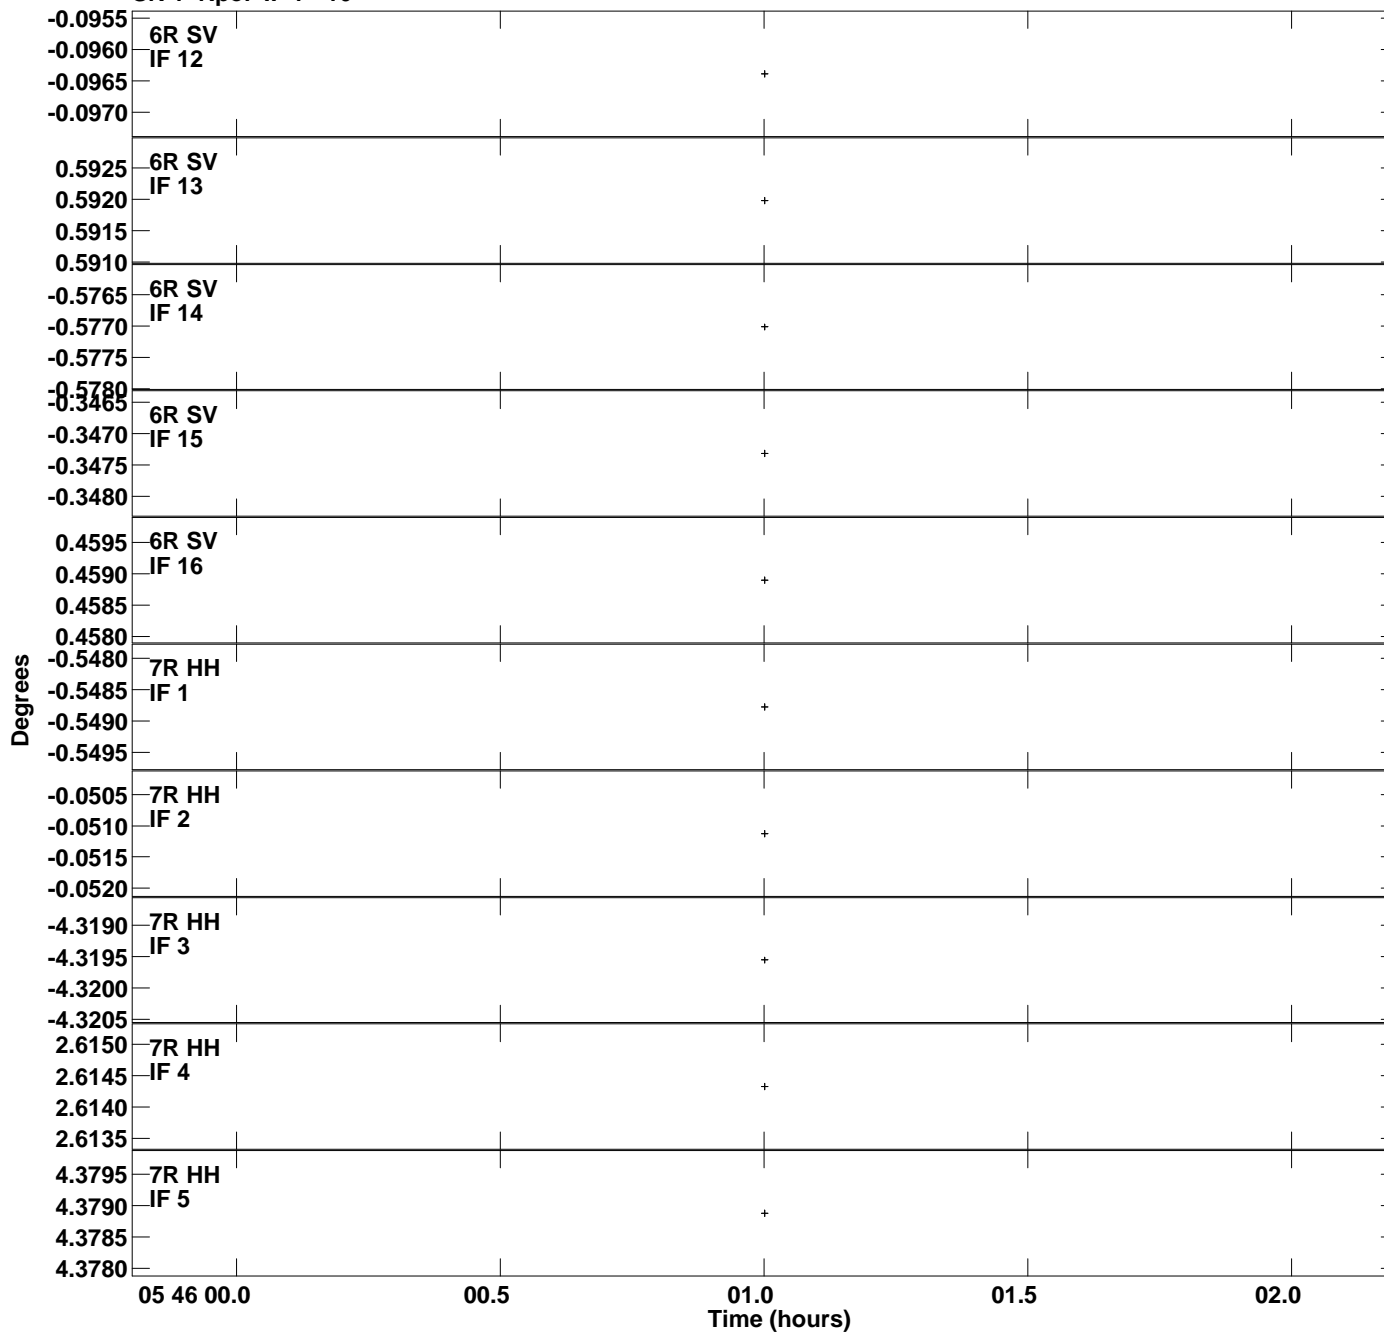 -0.0955
-0.0960
-0.0965
-0.0970
6R SV
IF 12
0.5925
0.5920
0.5915
0.5910
6R SV
IF 13
-0.5765
-0.5770
-0.5775
-0.5780
6R SV
IF 14
-0.3465
-0.3470
-0.3475
-0.3480
6R SV
IF 15
0.4595
0.4590
0.4585
0.4580
6R SV
IF 16
-0.5480
-0.5485
-0.5490
-0.5495
7R HH
IF 1
-0.0505
-0.0510
-0.0515
-0.0520
7R HH
IF 2
-4.3190
-4.3195
-4.3200
-4.3205
7R HH
IF 3
2.6150
2.6145
2.6140
2.6135
7R HH
IF 4
4.3795
4.3790
4.3785
4.3780
7R HH
IF 5
Degrees
05 46 00.0 00.5 01.0 01.5 02.0
Time (hours)